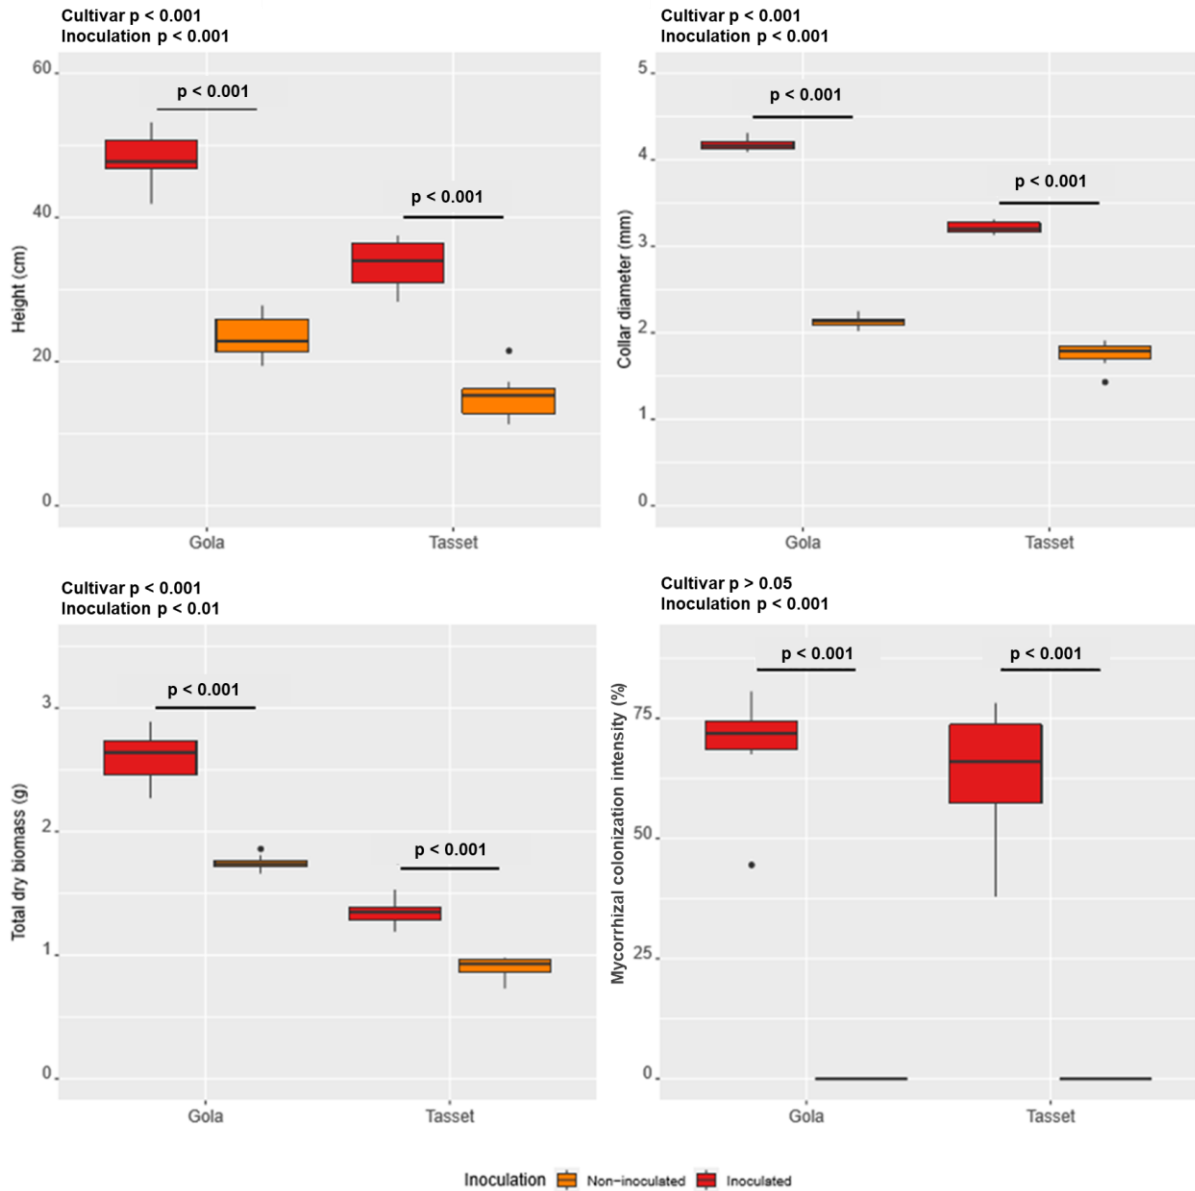 Cultivar p < 0.001
Inoculation p < 0.001
Height (cm)
60
40
20
0
p < 0.001
p < 0.001
Gola
Tasset
Cultivar p < 0.001
Inoculation p < 0.001
Collar diameter (mm)
5
4
3
2
1
0
p < 0.001
p < 0.001
Gola
Tasset
Cultivar p < 0.001
Inoculation p < 0.01
Total dry biomass (g)
3
2
1
0
p < 0.001
p < 0.001
Gola
Tasset
Cultivar p > 0.05
Inoculation p < 0.001
Mycorrhizal colonization intensity (%)
75
50
25
0
p < 0.001
p < 0.001
Gola
Tasset
Inoculation Non-inoculated Inoculated